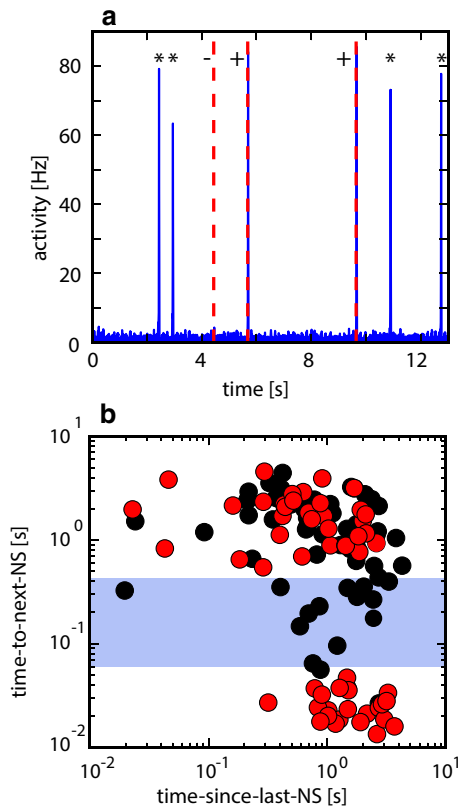 a
* * - + + * *
80
60
40
20
0
activity [Hz]
0 4 8 12
time [s]
b
10^1
10^0
10^-1
10^-2
time-to-next-NS [s]
10^-2 10^-1 10^0 10^1
time-since-last-NS [s]